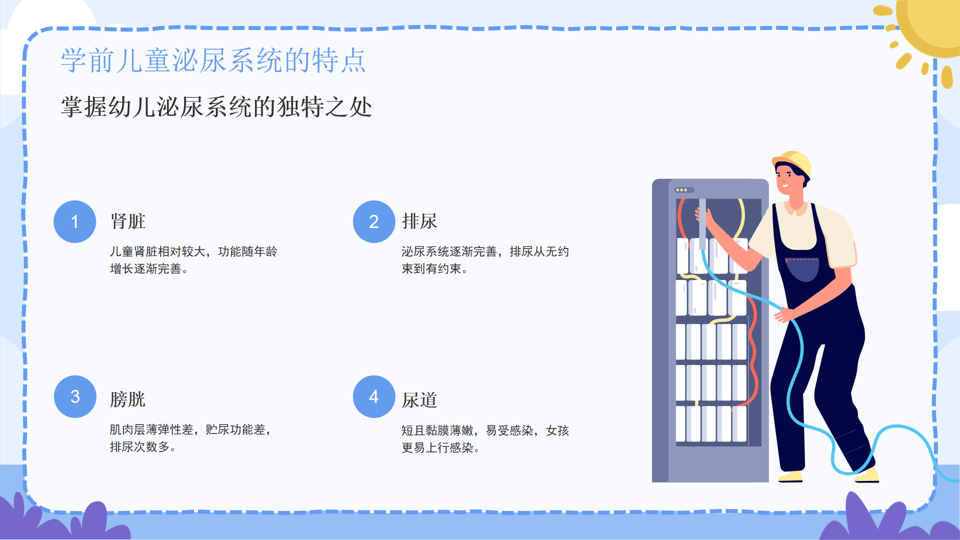 学前儿童泌尿系统的特点
掌握幼儿泌尿系统的独特之处
1
肾脏
儿童肾脏相对较大，功能随年龄
增长逐渐完善。
2
排尿
泌尿系统逐渐完善，排尿从无约
束到有约束。
3
膀胱
肌肉层薄弹性差，贮尿功能差，
排尿次数多。
4
尿道
短且黏膜薄嫩，易受感染，女孩
更易上行感染。